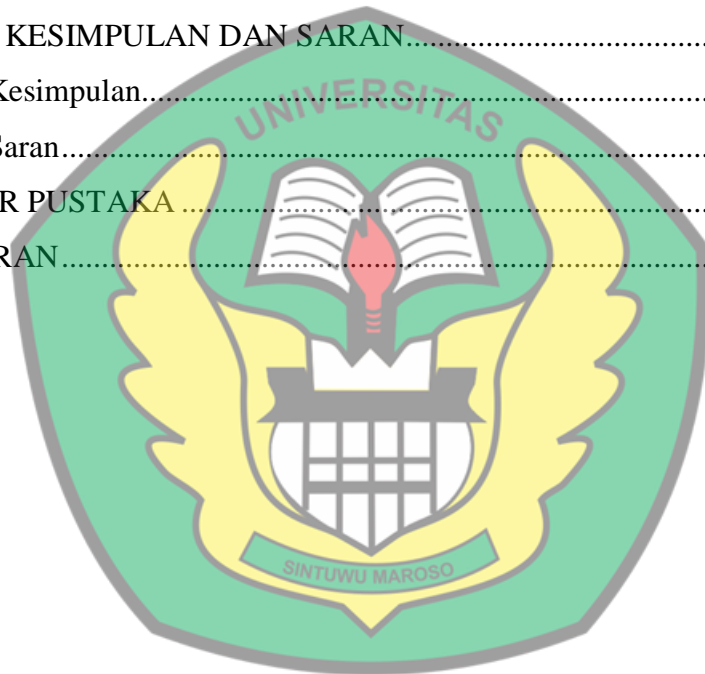 KESIMPULAN DAN SARAN
Kesimpulan
Saran
R PUSTAKA
RAN
UNIVERSITAS
SINTUWU MAROSO